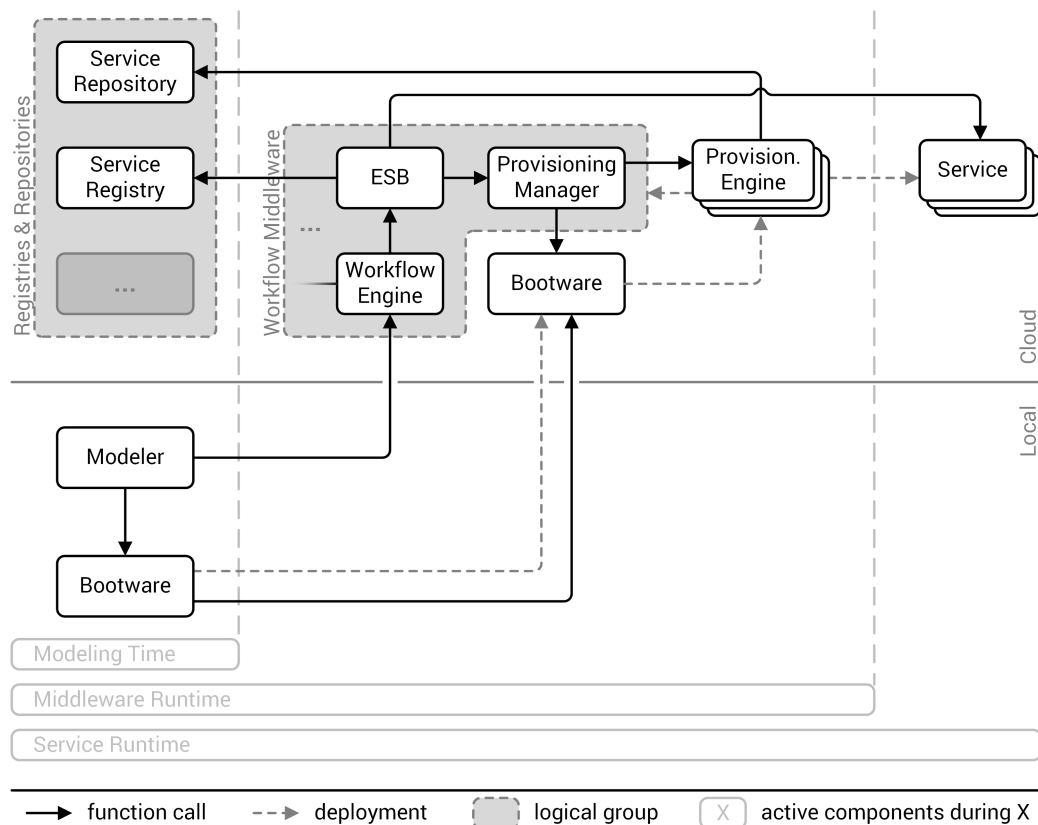 Registries & Repositories
Service
Repository
Service
Registry
...
Workflow Middleware
...
ESB
Workflow
Engine
Provisioning
Manager
Bootware
Provision.
Engine
Service
Cloud
Local
Modeler
Bootware
Modeling Time
Middleware Runtime
Service Runtime
function call
deployment
logical group
X
active components during X